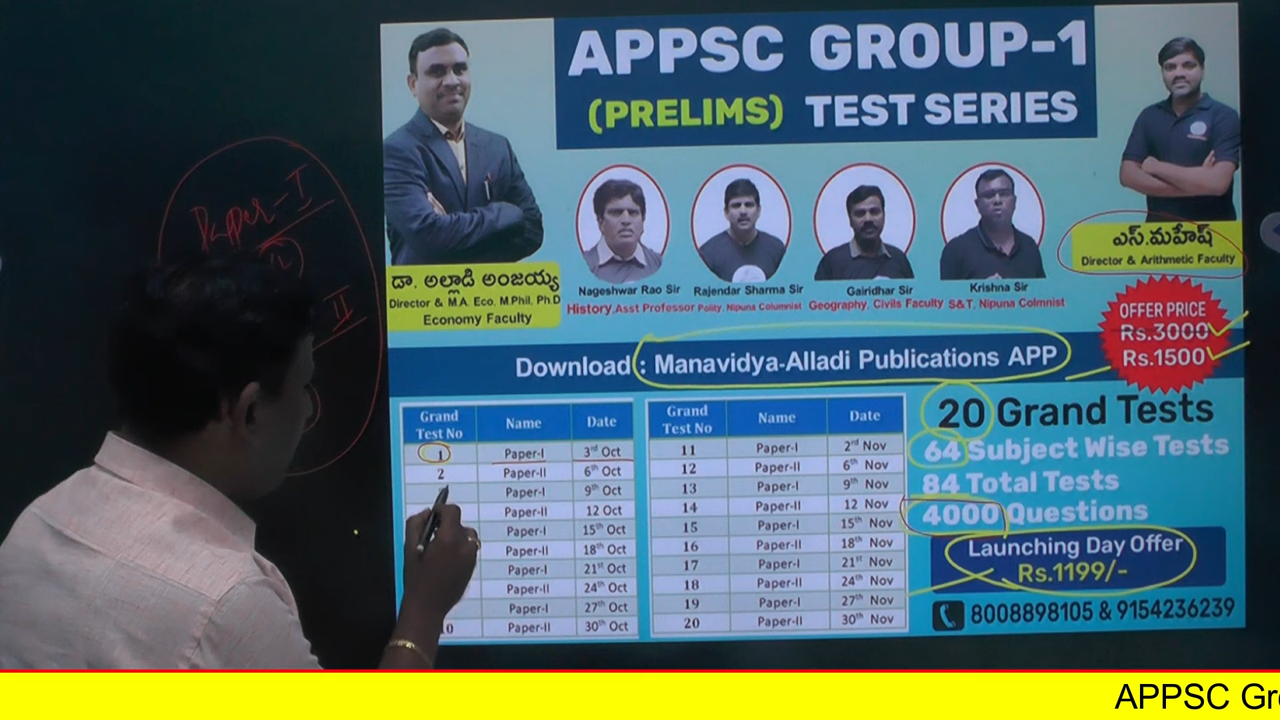 APPSC GROUP-1
(PRELIMS) TEST SERIES
Paper-I
II
డా. అల్లాడి అంజయ్య
Director & M.A. Eco, M.Phil, Ph D
Economy Faculty
Nageshwar Rao Sir
History, Asst Professor
Rajendar Sharma Sir
Polity, Nipuna Columnist
Gairidhar Sir
Geography, Civils Faculty
Krishna Sir
S&T, Nipuna Colmnist
ఎస్.మహేష్
Director & Arithmetic Faculty
OFFER PRICE
Rs.3000
Rs.1500
Download : Manavidya-Alladi Publications APP
Grand Test No Name Date
1 Paper-I 3rd Oct
2 Paper-II 6th Oct
Paper-I 9th Oct
Paper-II 12 Oct
Paper-I 15th Oct
Paper-II 18th Oct
Paper-I 21st Oct
Paper-II 24th Oct
Paper-I 27th Oct
10 Paper-II 30th Oct
Grand Test No Name Date
11 Paper-I 2nd Nov
12 Paper-II 6th Nov
13 Paper-I 9th Nov
14 Paper-II 12 Nov
15 Paper-I 15th Nov
16 Paper-II 18th Nov
17 Paper-I 21st Nov
18 Paper-II 24th Nov
19 Paper-I 27th Nov
20 Paper-II 30th Nov
20 Grand Tests
64 Subject Wise Tests
84 Total Tests
4000 Questions
Launching Day Offer
Rs.1199/-
8008898105 & 9154236239
APPSC Gr